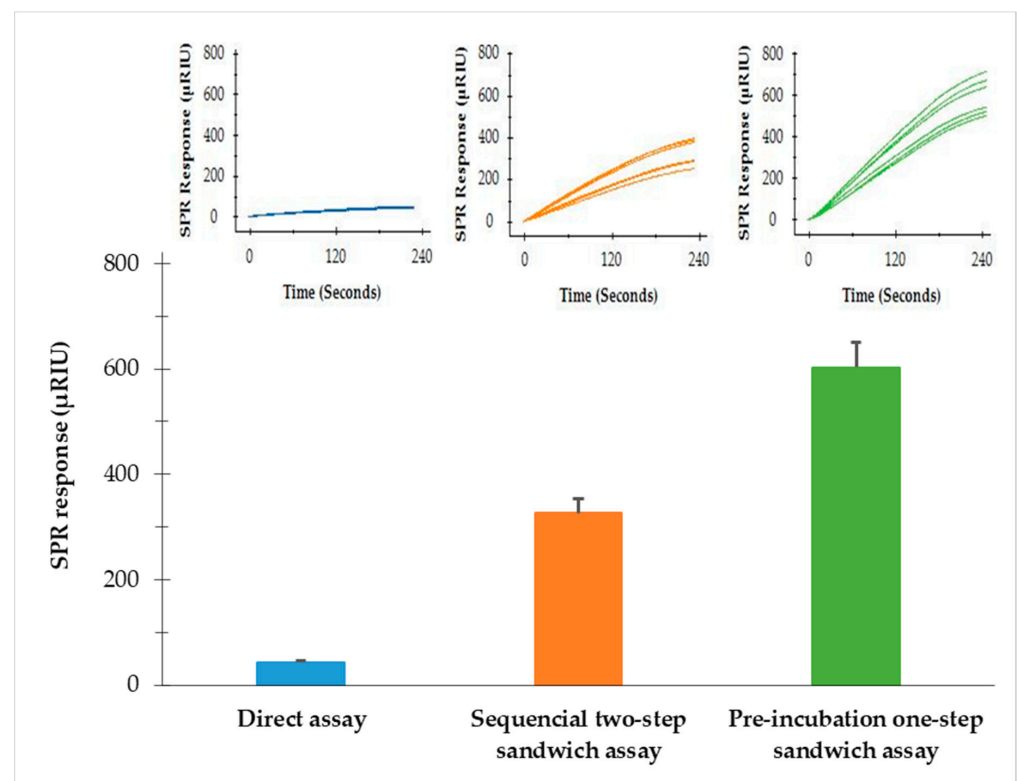 SPR Response (µRIU)
800
600
400
200
0
0 120 240
Time (Seconds)
SPR Response (µRIU)
800
600
400
200
0
0 120 240
Time (Seconds)
SPR Response (µRIU)
800
600
400
200
0
0 120 240
Time (Seconds)
SPR response (µRIU)
800
600
400
200
0
Direct assay
Sequencial two-step
sandwich assay
Pre-incubation one-step
sandwich assay